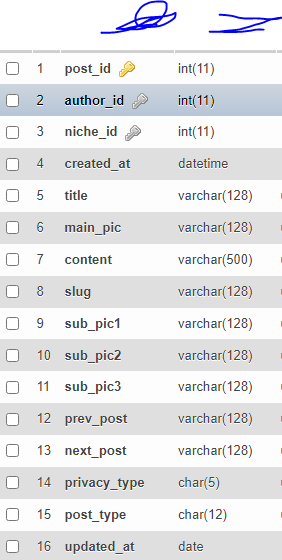 1 post_id int(11)
2 author_id int(11)
3 niche_id int(11)
4 created_at datetime
5 title varchar(128)
6 main_pic varchar(128)
7 content varchar(500)
8 slug varchar(128)
9 sub_pic1 varchar(128)
10 sub_pic2 varchar(128)
11 sub_pic3 varchar(128)
12 prev_post varchar(128)
13 next_post varchar(128)
14 privacy_type char(5)
15 post_type char(12)
16 updated_at date